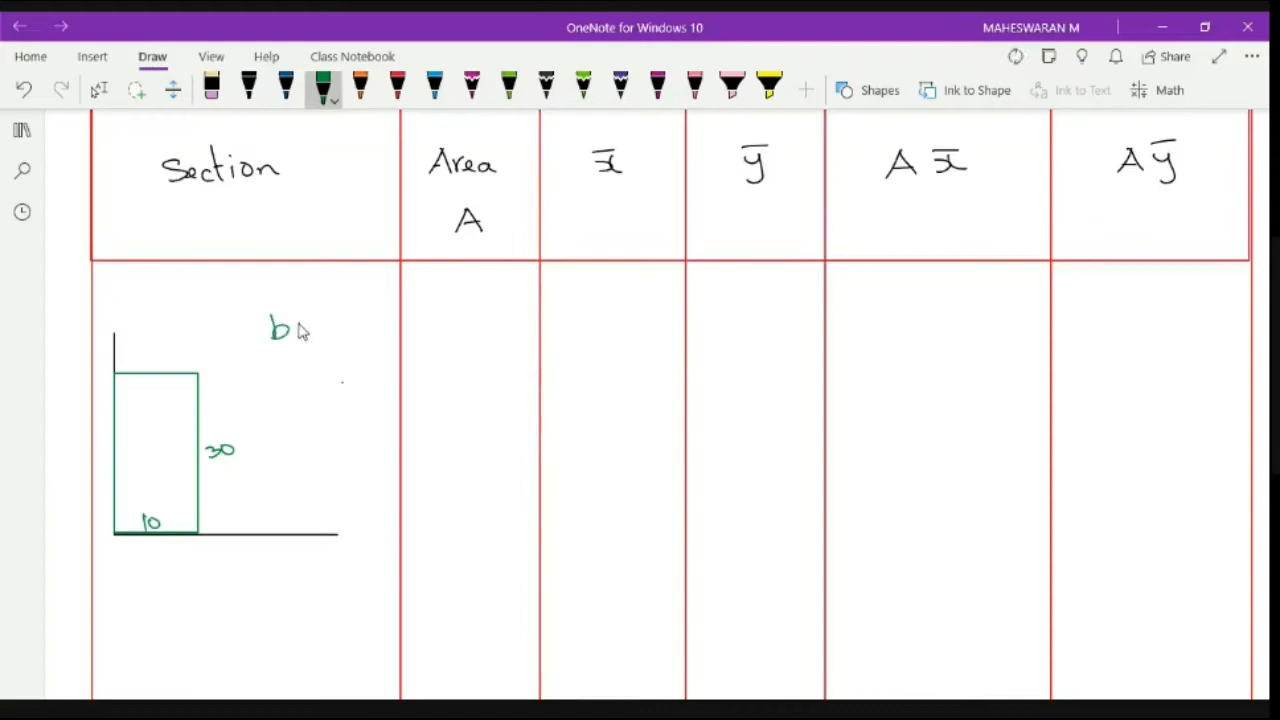 OneNote for Windows 10
MAHESWARAN M
Home Insert Draw View Help Class Notebook
Share
Shapes Ink to Shape Ink to Text Math
Section
Area
A
x̅
y̅
A x̅
A y̅
b
30
10